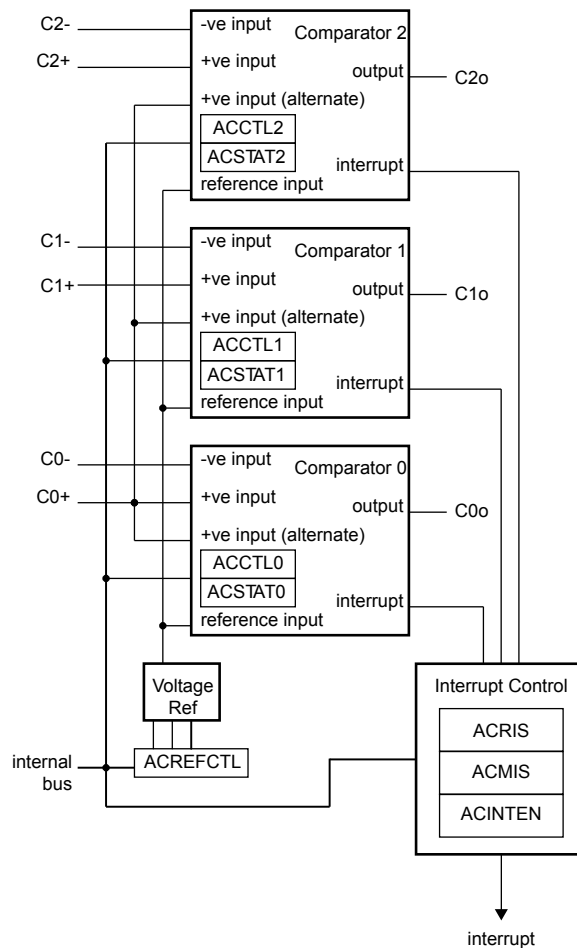 C2-
-ve input
Comparator 2
C2+
+ve input
output
C2o
+ve input (alternate)
ACCTL2
ACSTAT2
interrupt
reference input
C1-
-ve input
Comparator 1
C1+
+ve input
output
C1o
+ve input (alternate)
ACCTL1
ACSTAT1
interrupt
reference input
C0-
-ve input
Comparator 0
C0+
+ve input
output
C0o
+ve input (alternate)
ACCTL0
ACSTAT0
interrupt
reference input
Voltage
Ref
Interrupt Control
ACRIS
internal
bus
ACREFCTL
ACMIS
ACINTEN
interrupt